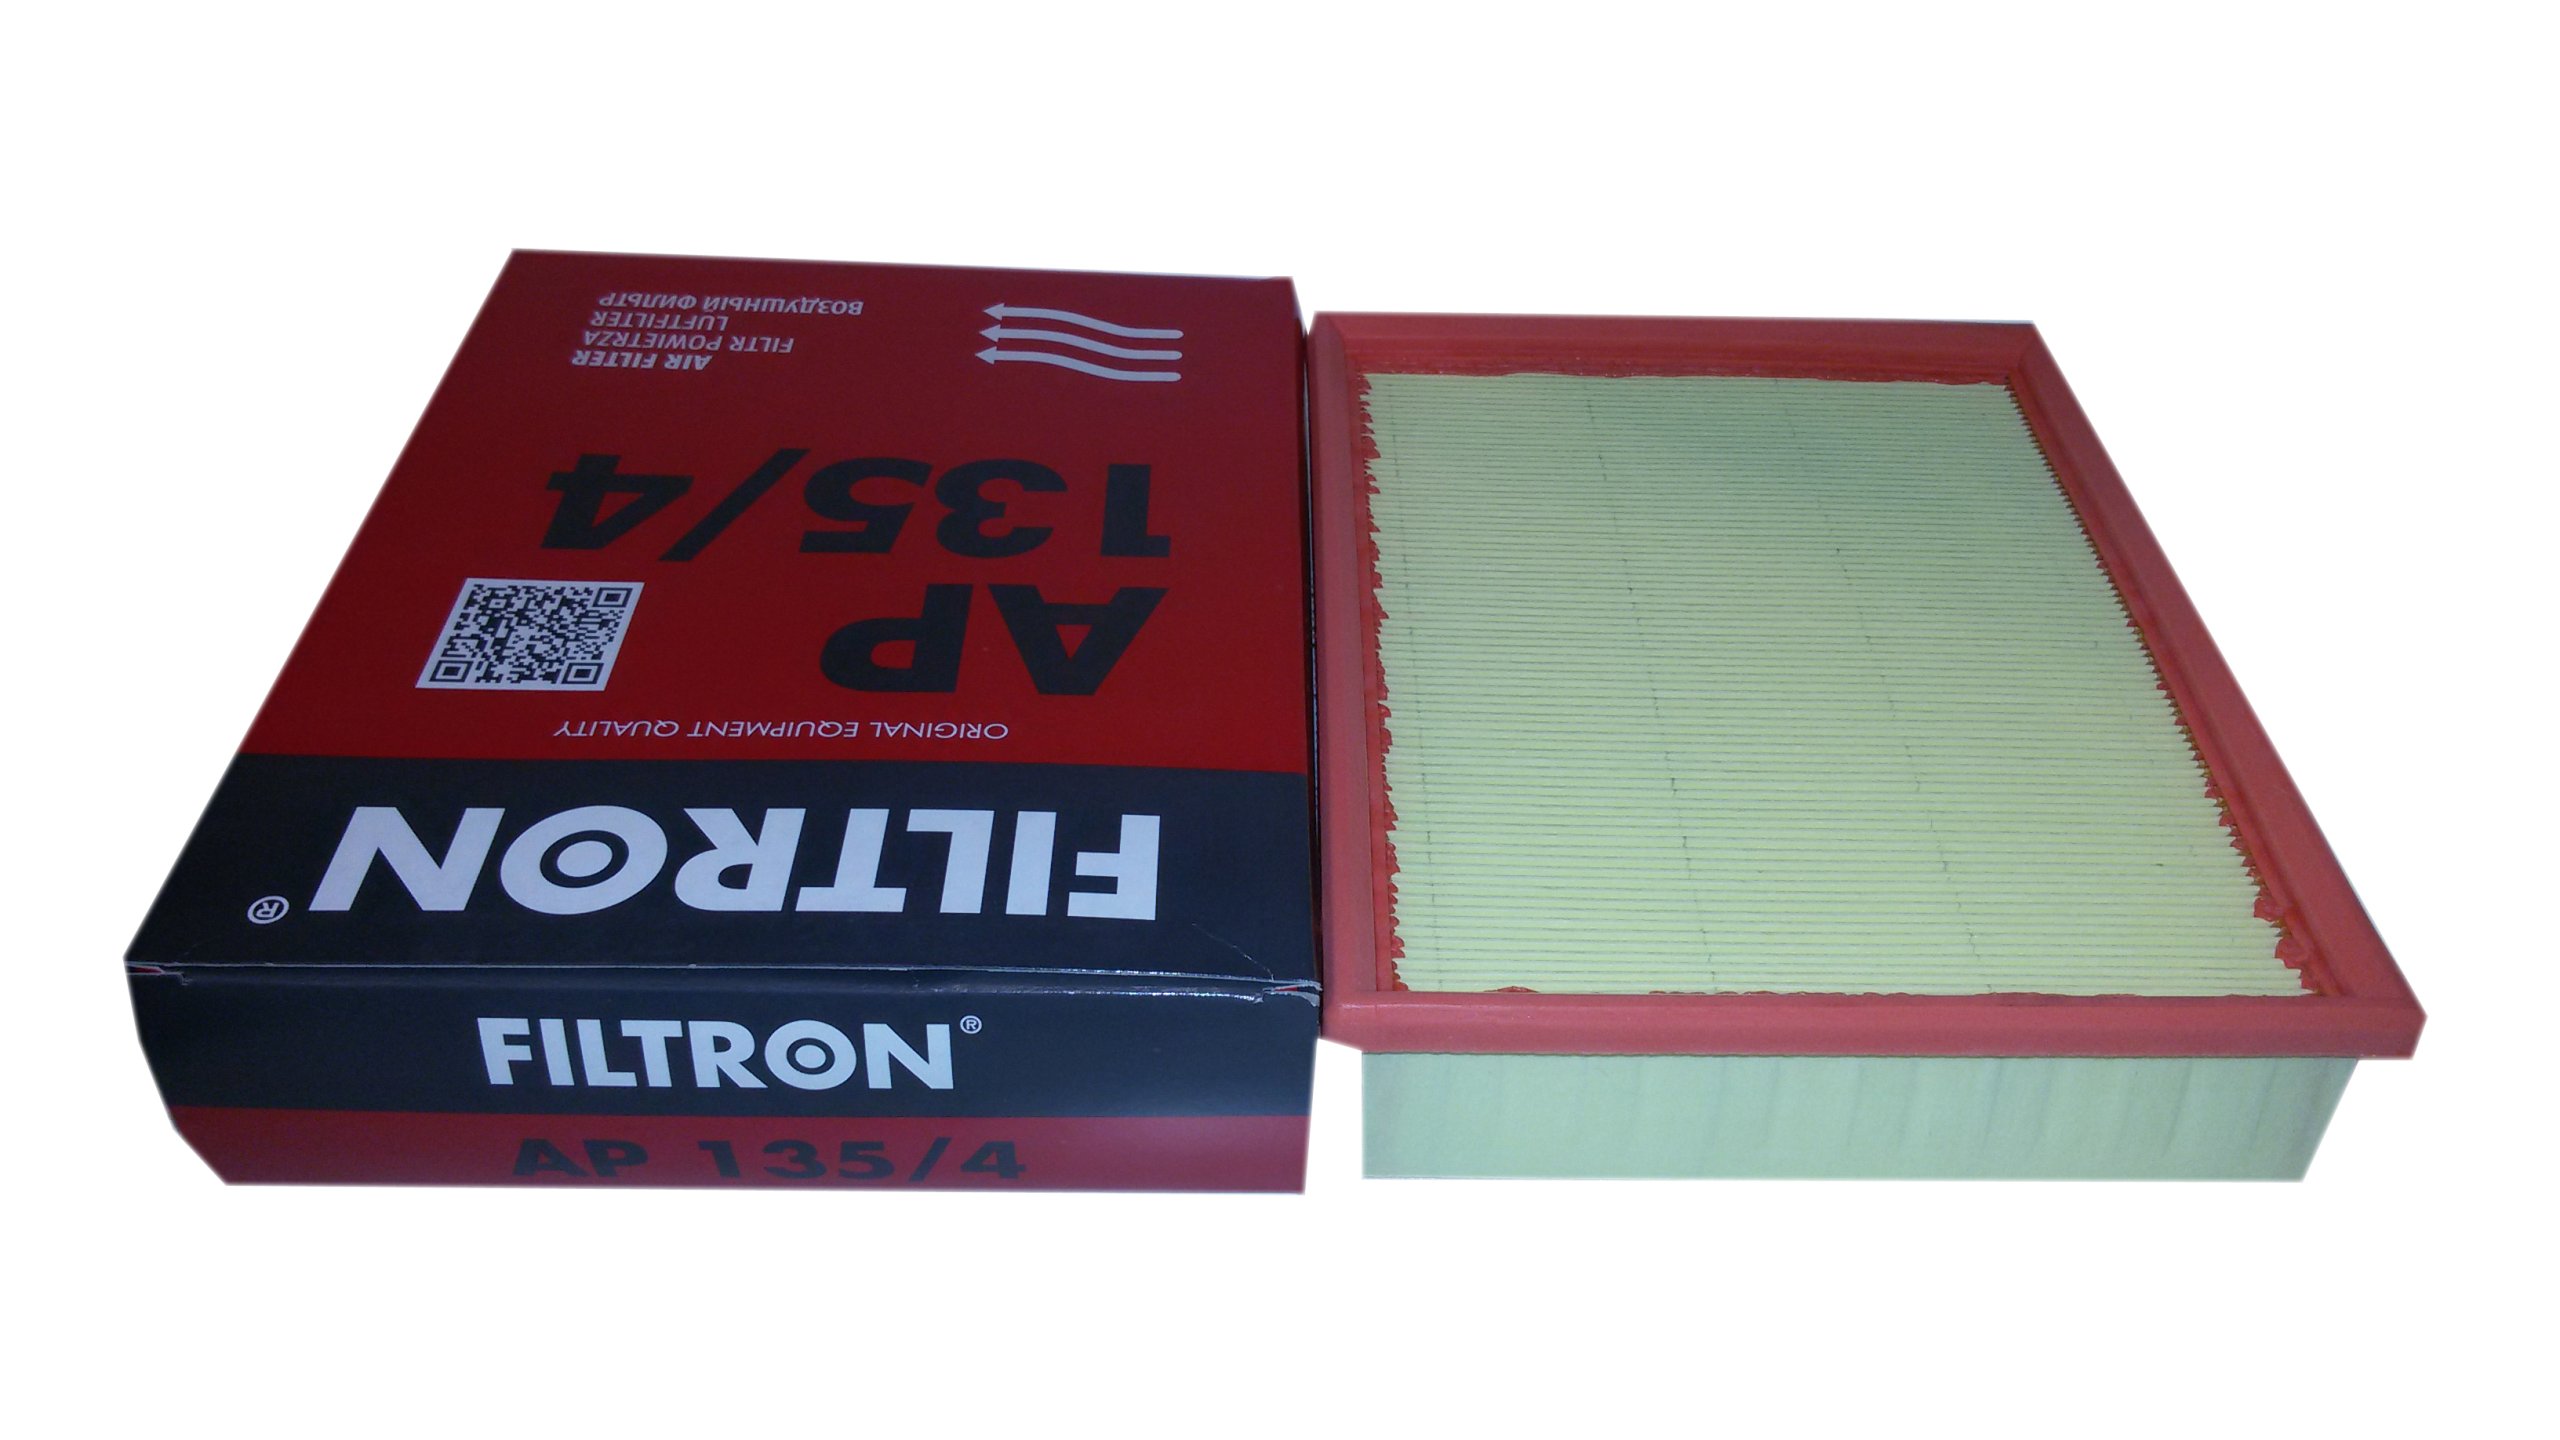 FILTRON®
ORIGINAL EQUIPMENT QUALITY
AP
135/4
AIR FILTER
FILTR POWIETRZA
LUFTFILTER
ВОЗДУШНЫЙ ФИЛЬТР
FILTRON®
AP 135/4